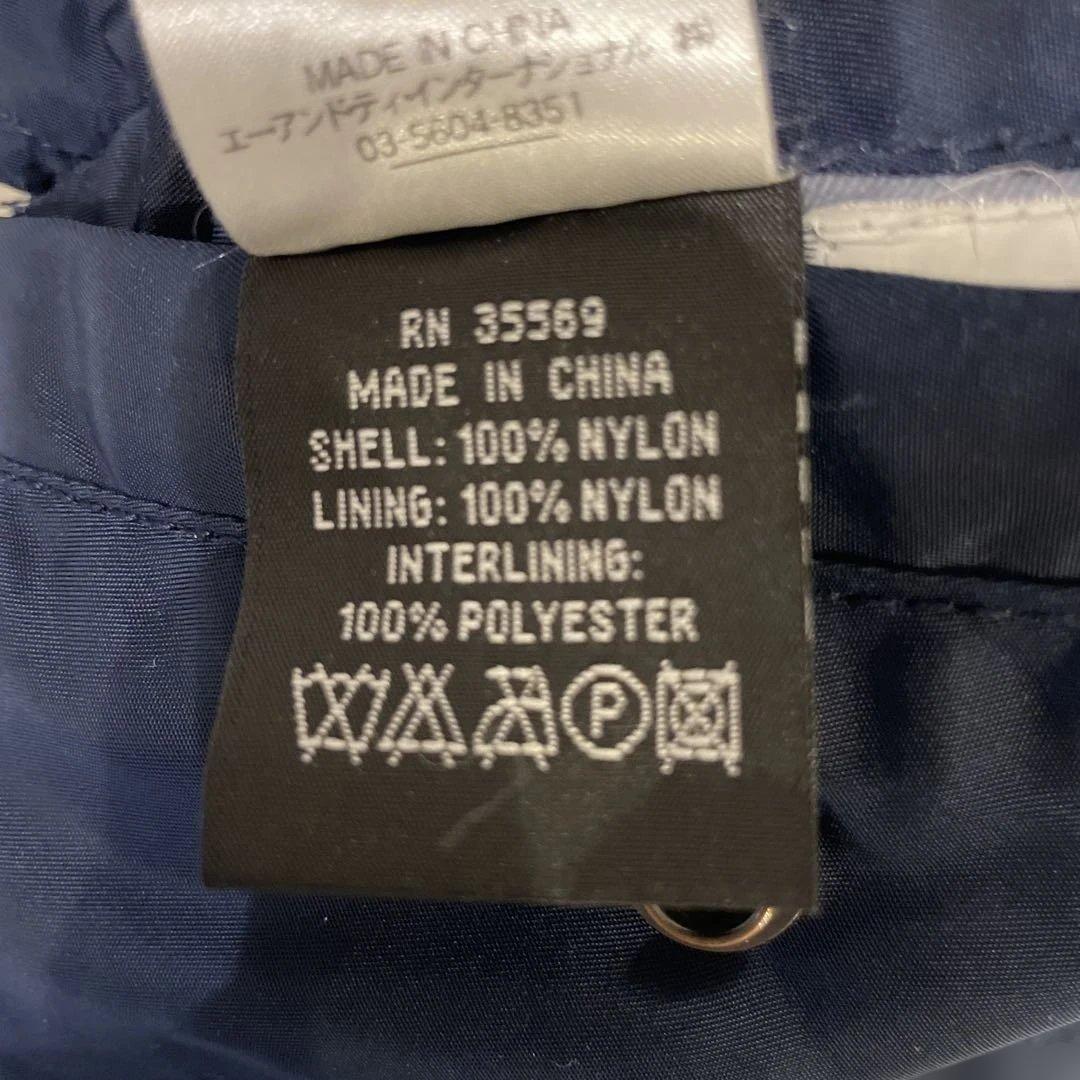 MADE IN CHINA
エーアンドティ・インターナショナル ㈱
03-5604-8351
RN 35569
MADE IN CHINA
SHELL: 100% NYLON
LINING: 100% NYLON
INTERLINING:
100% POLYESTER
P